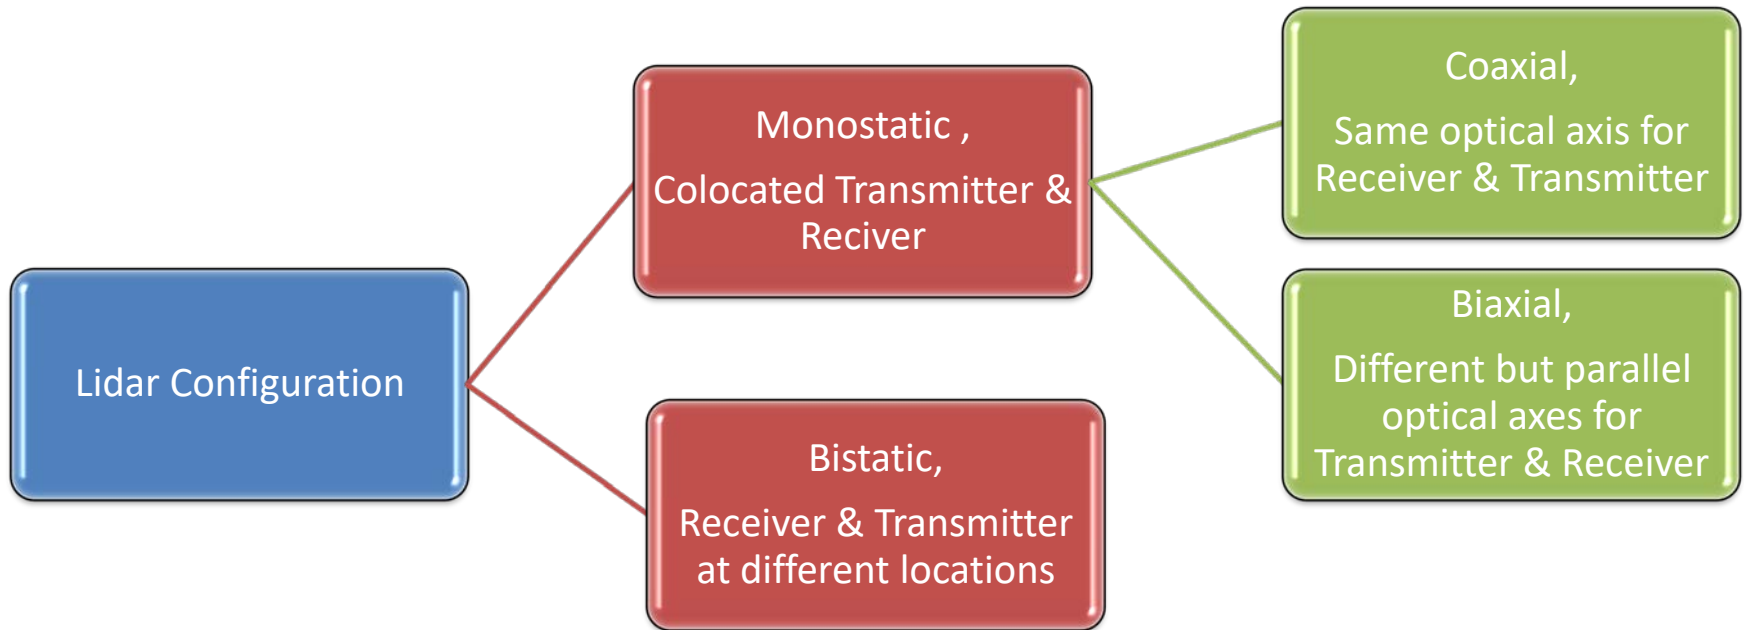 Lidar Configuration
Monostatic ,
Colocated Transmitter &
Reciver
Bistatic,
Receiver & Transmitter
at different locations
Coaxial,
Same optical axis for
Receiver & Transmitter
Biaxial,
Different but parallel
optical axes for
Transmitter & Receiver